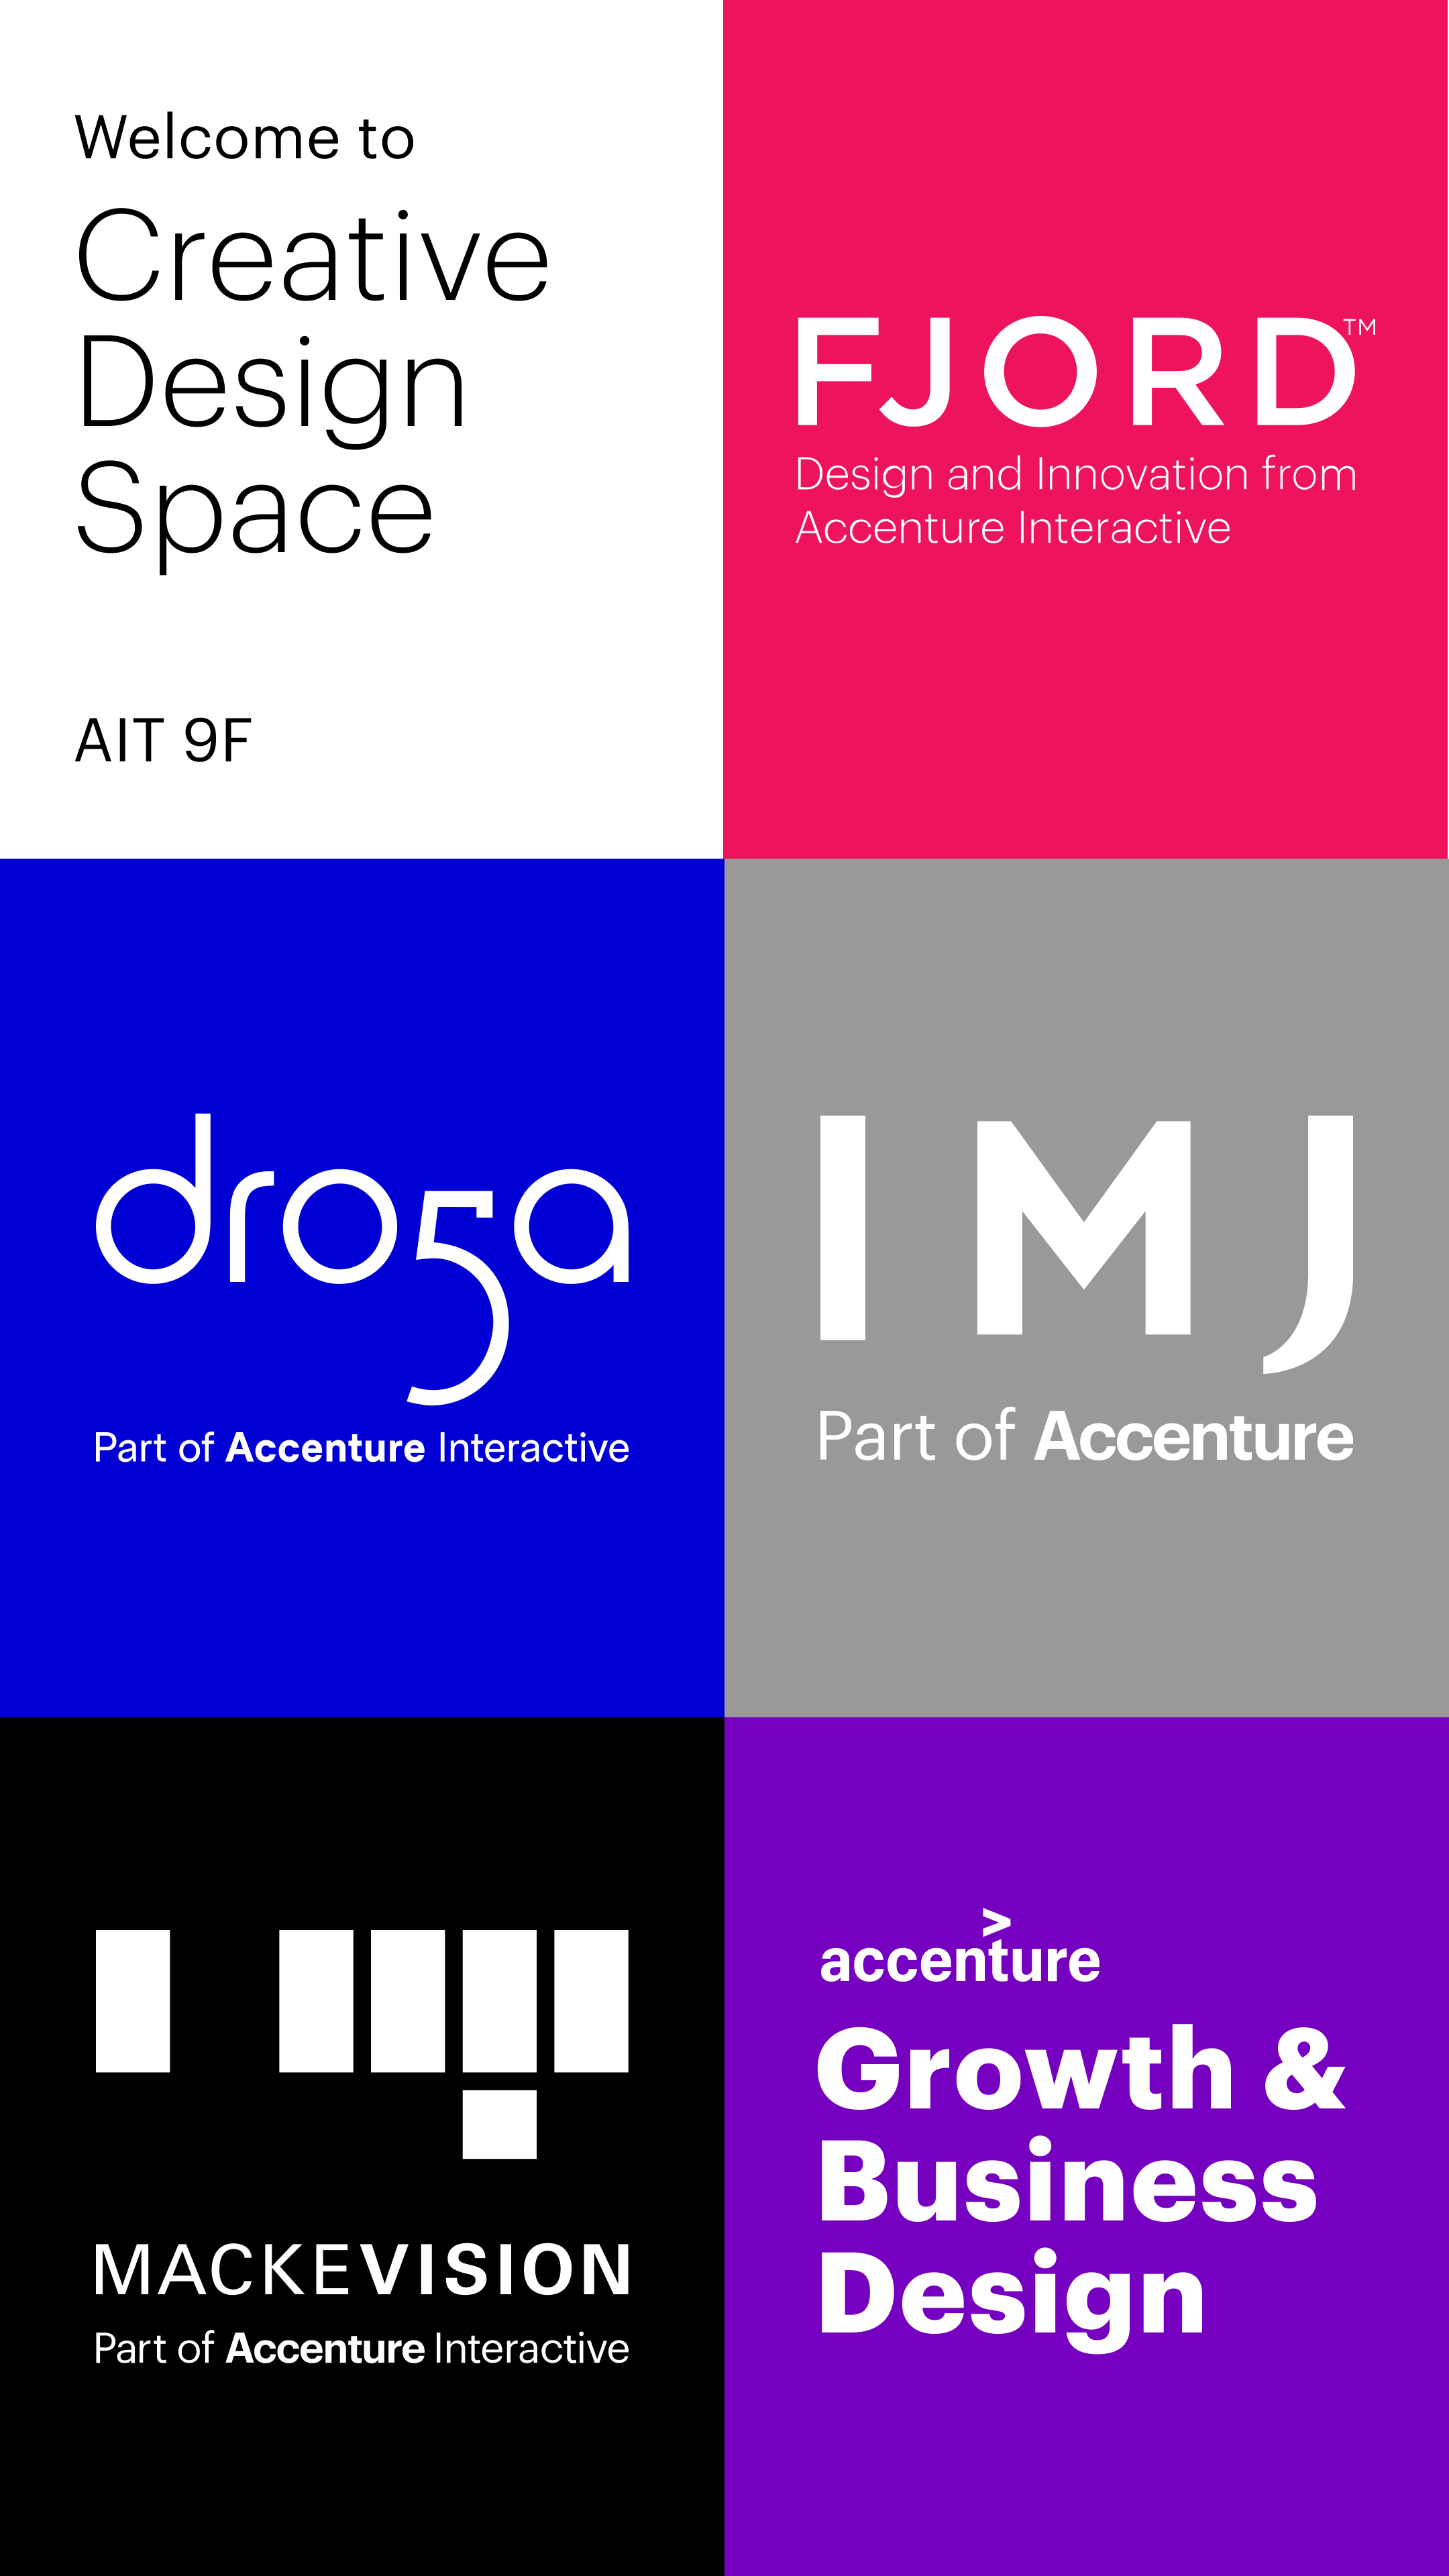 Welcome to
Creative
Design
Space
AIT 9F
FJORD™
Design and Innovation from
Accenture Interactive
dro5a
Part of Accenture Interactive
IMJ
Part of Accenture
MACKEVISION
Part of Accenture Interactive
>
accenture
Growth &
Business
Design